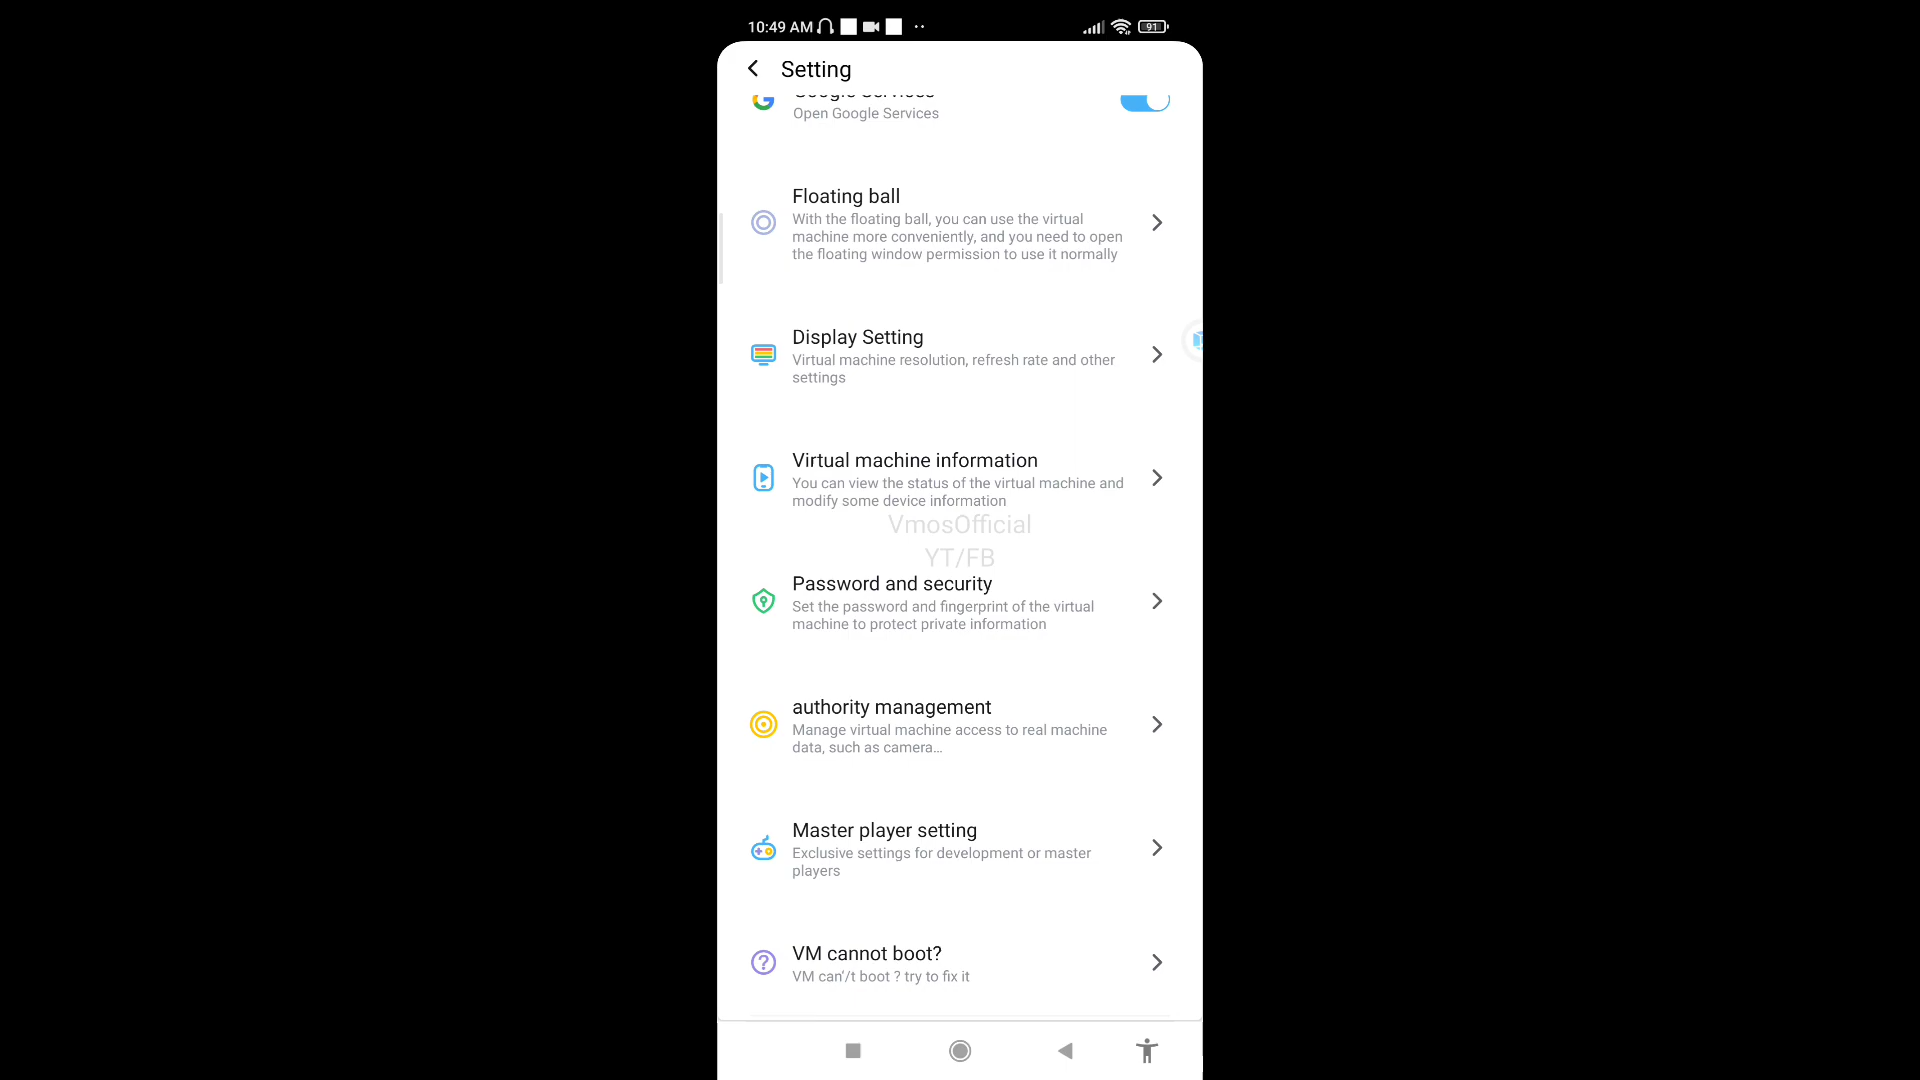 10:49 AM
91
Setting
Google Services
Open Google Services
Floating ball
With the floating ball, you can use the virtual
machine more conveniently, and you need to open
the floating window permission to use it normally
Display Setting
Virtual machine resolution, refresh rate and other
settings
Virtual machine information
You can view the status of the virtual machine and
modify some device information
VmosOfficial
YT/FB
Password and security
Set the password and fingerprint of the virtual
machine to protect private information
authority management
Manage virtual machine access to real machine
data, such as camera...
Master player setting
Exclusive settings for development or master
players
VM cannot boot?
VM can'/t boot ? try to fix it